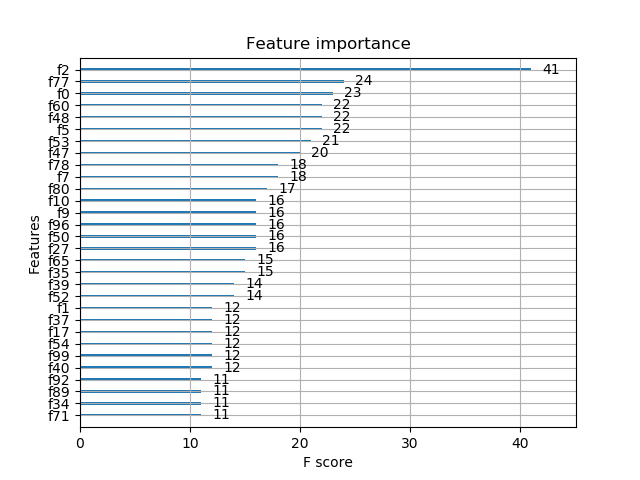 Feature importance
f2 41
f77 24
f0 23
f60 22
f48 22
f5 22
f53 21
f47 20
f78 18
f7 18
f80 17
f10 16
f9 16
f96 16
f50 16
f27 16
f65 15
f35 15
f39 14
f52 14
f1 12
f37 12
f17 12
f54 12
f99 12
f40 12
f92 11
f89 11
f34 11
f71 11
Features
0 10 20 30 40
F score